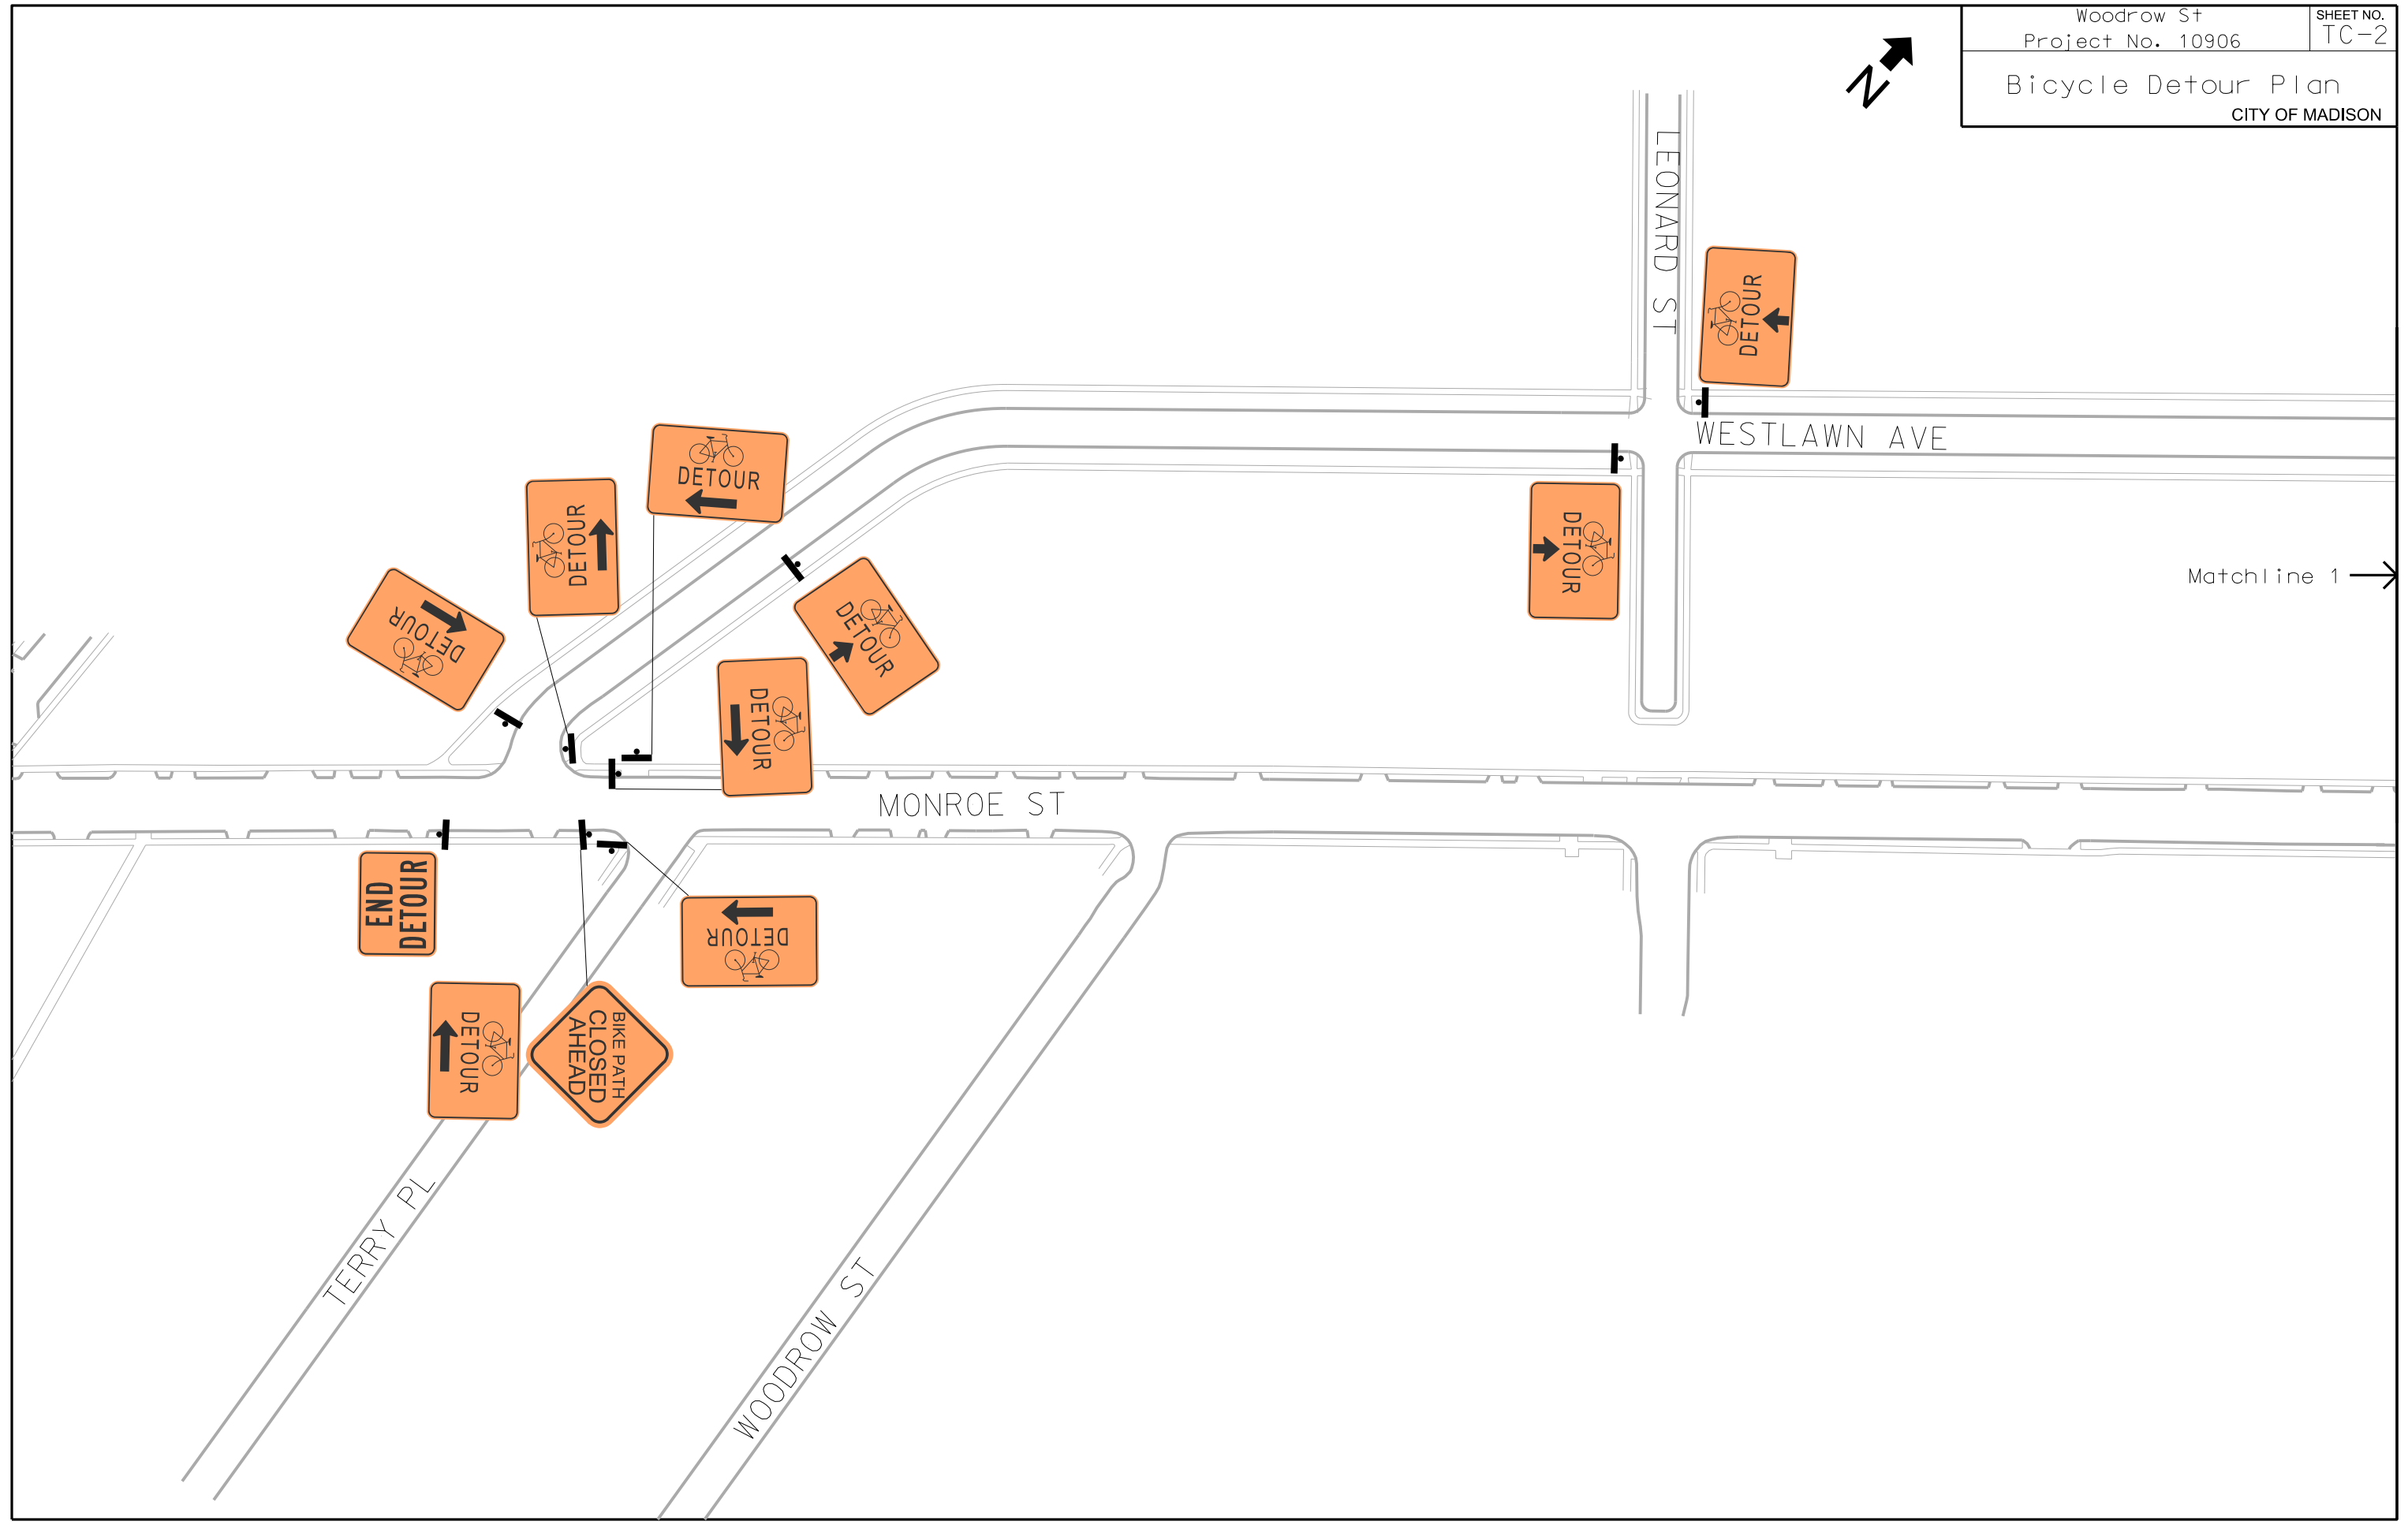 Woodrow St
Project No. 10906
SHEET NO.
TC-2
Bicycle Detour Plan
CITY OF MADISON
N
LEONARD ST
DETOUR
WESTLAWN AVE
DETOUR
DETOUR
DETOUR
DETOUR
DETOUR
DETOUR
Matchline 1
MONROE ST
END
DETOUR
DETOUR
DETOUR
BIKE PATH
CLOSED
AHEAD
TERRY PL
WOODROW ST